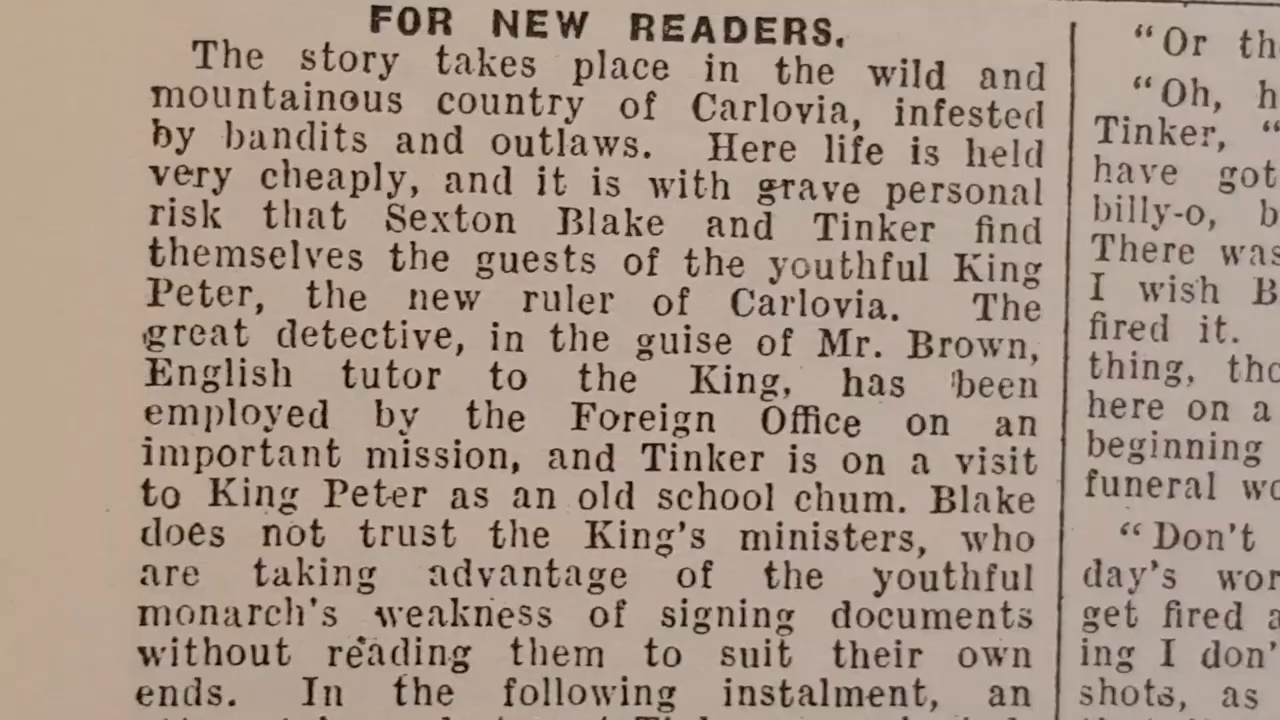 FOR NEW READERS.
The story takes place in the wild and
mountainous country of Carlovia, infested
by bandits and outlaws. Here life is held
very cheaply, and it is with grave personal
risk that Sexton Blake and Tinker find
themselves the guests of the youthful King
Peter, the new ruler of Carlovia. The
great detective, in the guise of Mr. Brown,
English tutor to the King, has been
employed by the Foreign Office on an
important mission, and Tinker is on a visit
to King Peter as an old school chum. Blake
does not trust the King's ministers, who
are taking advantage of the youthful
monarch's weakness of signing documents
without reading them to suit their own
ends. In the following instalment, an
"Or
"Oh,
Tinker, "
have got
billy-o,
There was
I wish
fired it.
thing,
here on a
beginning
funeral
"Don't
day's
get fired
ing I
shots, as